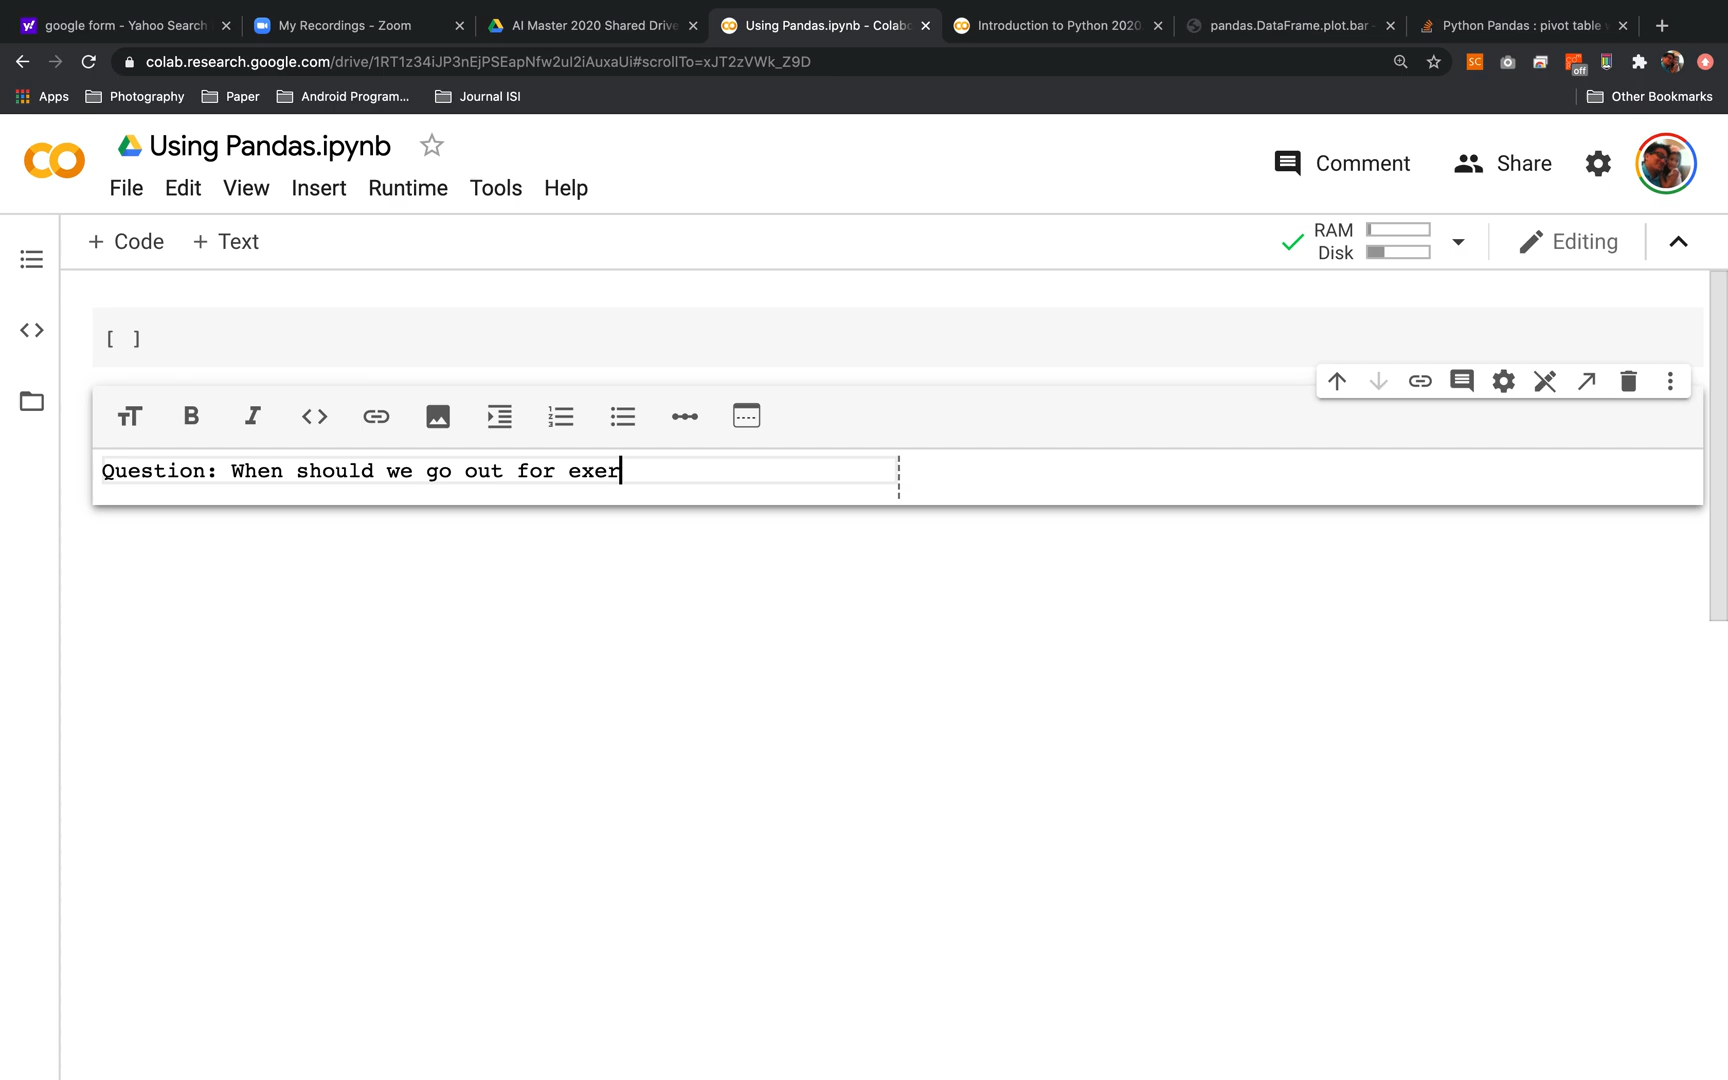 google form - Yahoo Search
My Recordings - Zoom
AI Master 2020 Shared Drive
Using Pandas.ipynb - Colabo
Introduction to Python 2020.
pandas.DataFrame.plot.bar -
Python Pandas : pivot table
colab.research.google.com/drive/1RT1z34iJP3nEjPSEapNfw2uI2iAuxaUi#scrollTo=xJT2zVWk_Z9D
SC
off
Apps
Photography
Paper
Android Program...
Journal ISI
Other Bookmarks
Using Pandas.ipynb
Comment
Share
File Edit View Insert Runtime Tools Help
+ Code + Text
RAM
Disk
Editing
[ ]
Question: When should we go out for exer